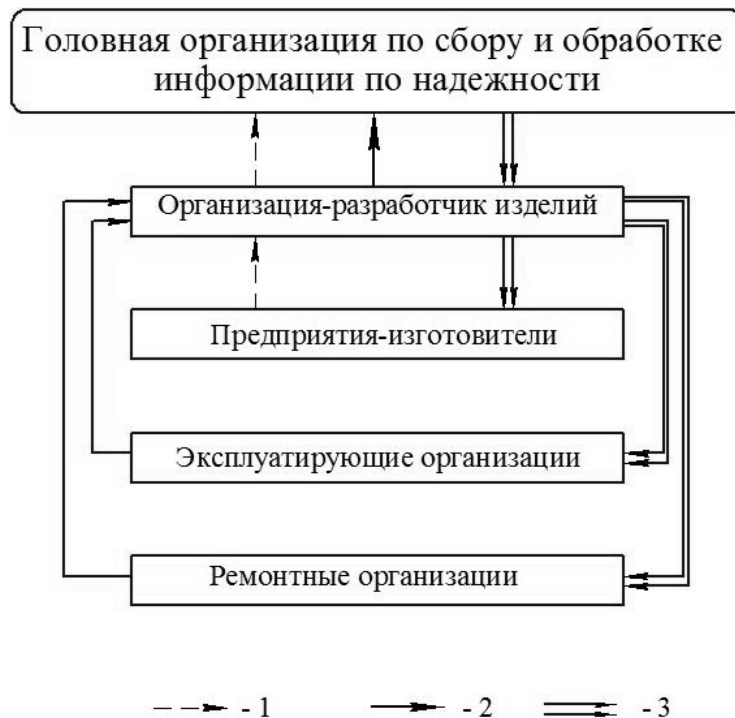 Головная организация по сбору и обработке
информации по надежности
Организация-разработчик изделий
Предприятия-изготовители
Эксплуатирующие организации
Ремонтные организации
- 1 - 2 - 3